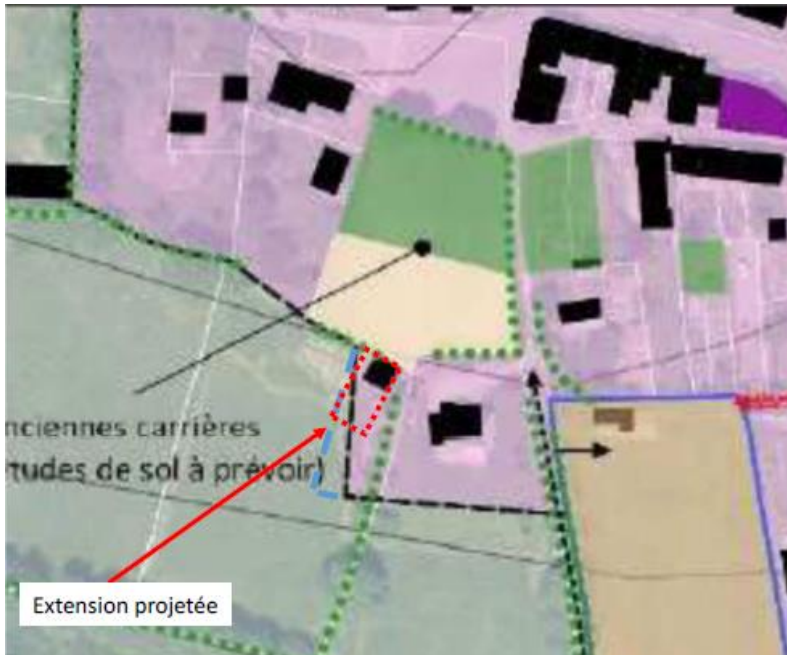 nciennes carrières
tudes de sol à prévoir)
Extension projetée